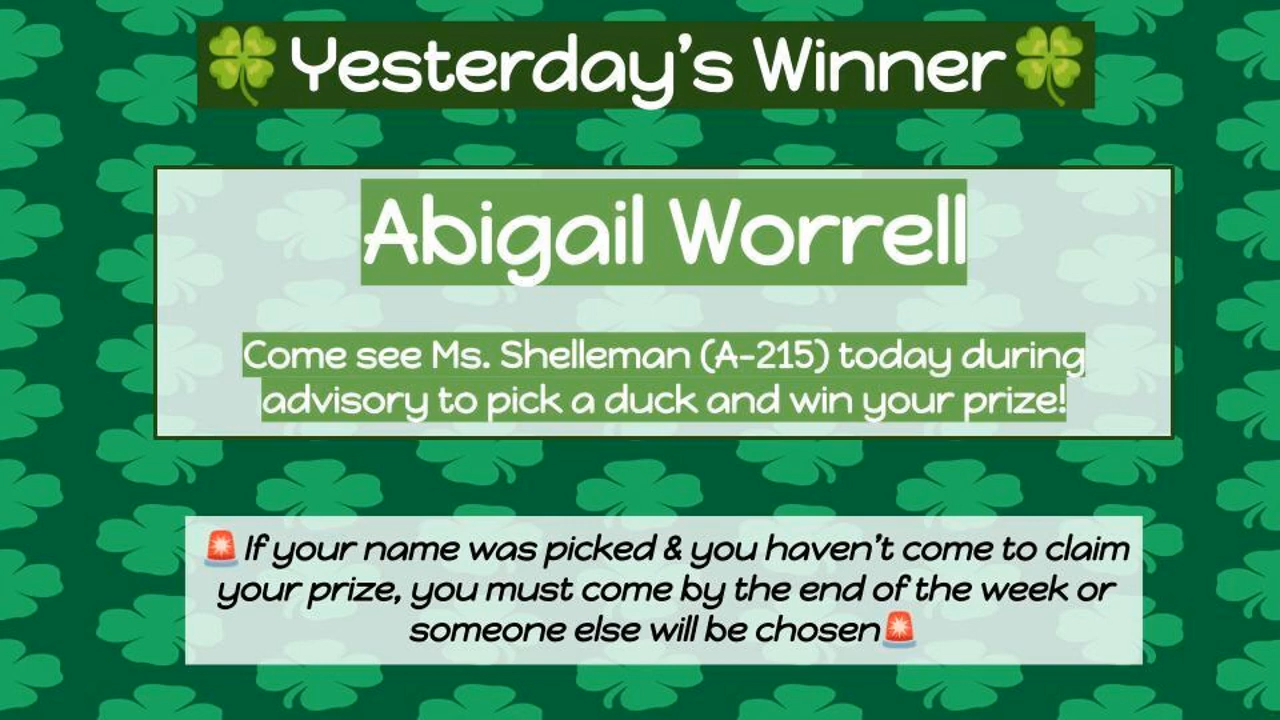 🍀Yesterday’s Winner🍀
Abigail Worrell
Come see Ms. Shelleman (A-215) today during
advisory to pick a duck and win your prize!
🚨If your name was picked & you haven’t come to claim
your prize, you must come by the end of the week or
someone else will be chosen🚨